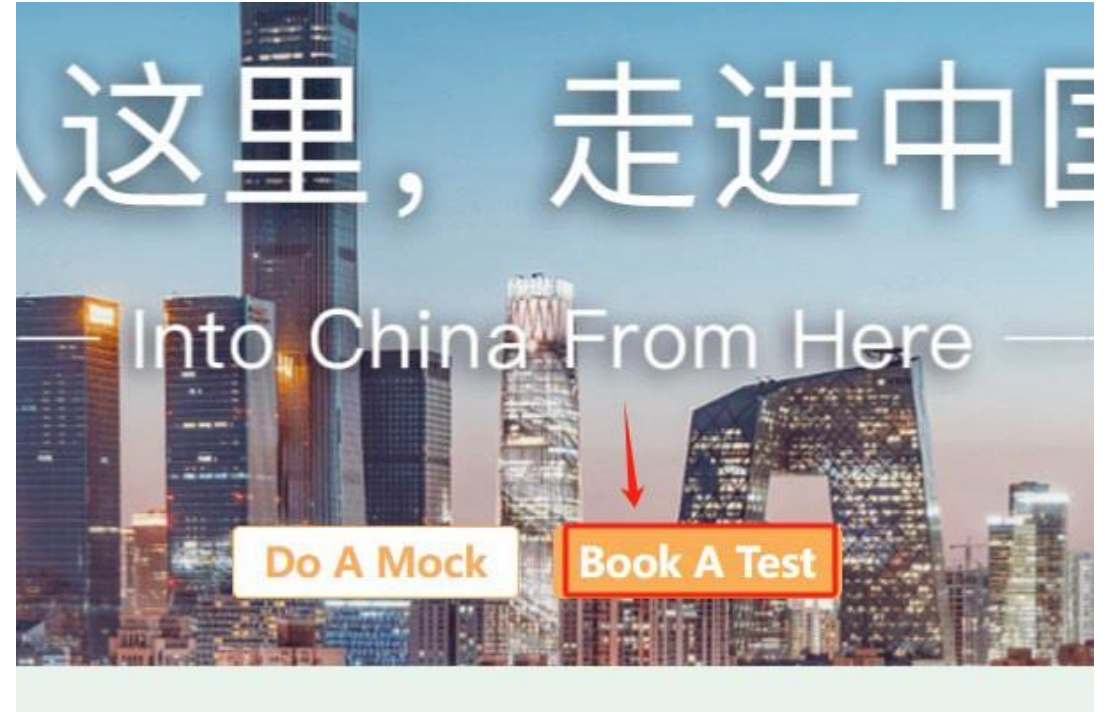 这里，走进中
Into China From Here
Do A Mock
Book A Test